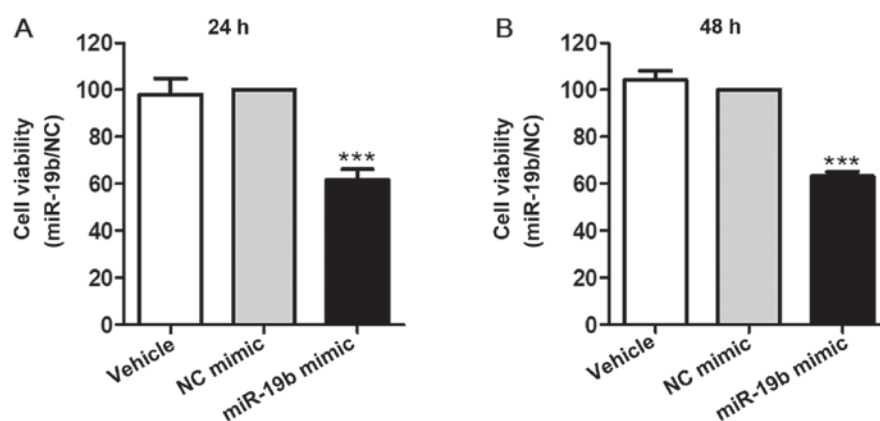 A
24 h
Cell viability
(miR-19b/NC)
120
100
80
60
40
20
0
***
Vehicle
NC mimic
miR-19b mimic
B
48 h
Cell viability
(miR-19b/NC)
120
100
80
60
40
20
0
***
Vehicle
NC mimic
miR-19b mimic